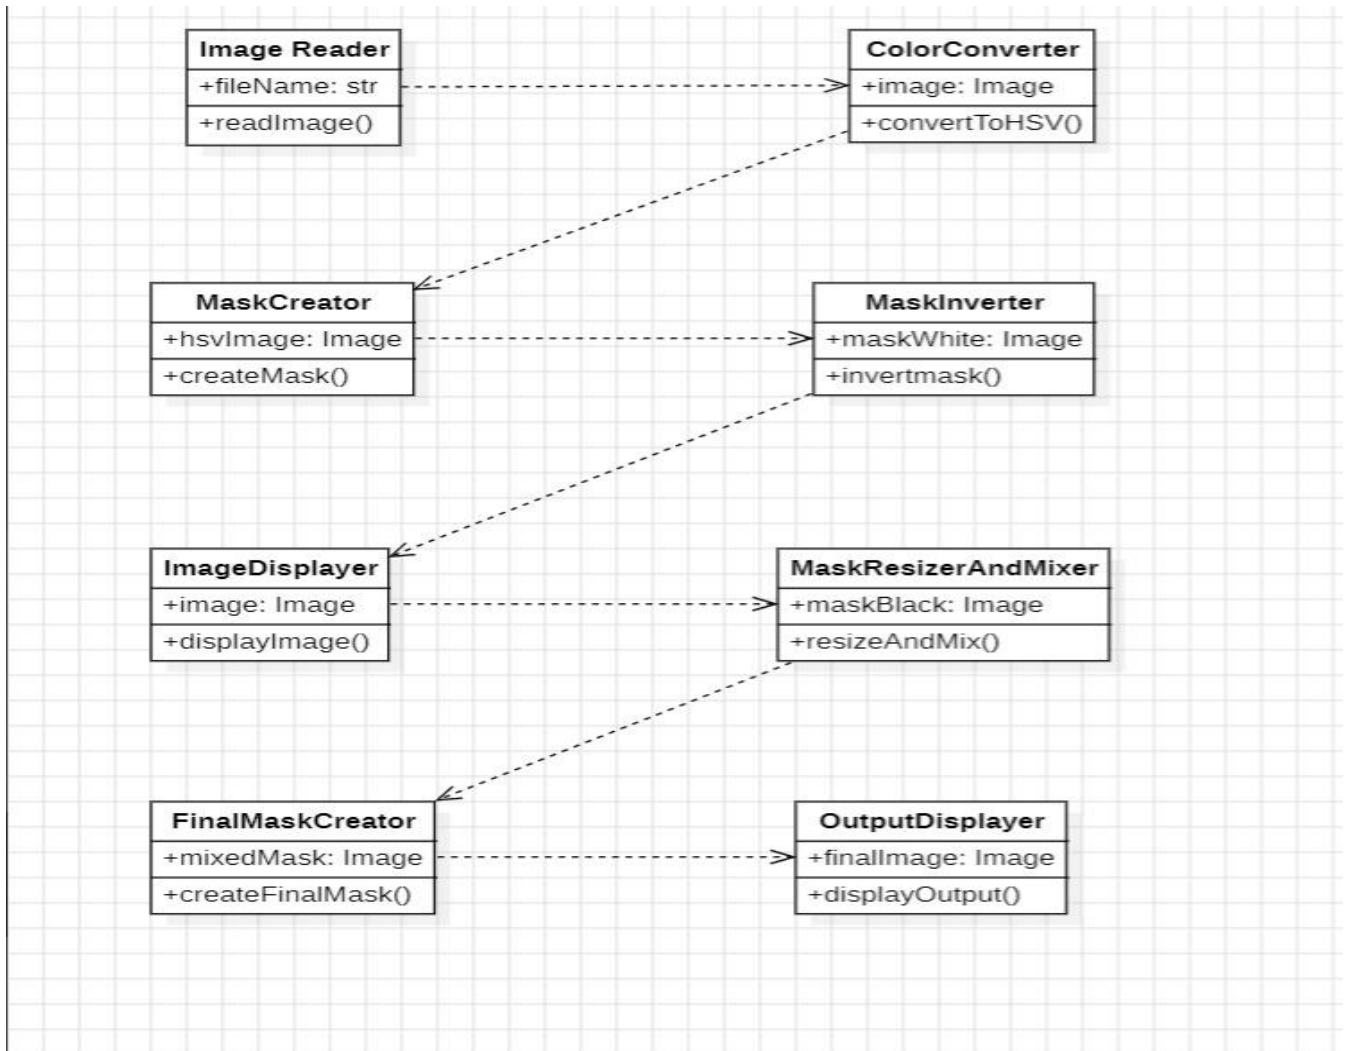 Image Reader
+fileName: str
+readImage()
ColorConverter
+image: Image
+convertToHSV()
MaskCreator
+hsvImage: Image
+createMask()
MaskInverter
+maskWhite: Image
+invertmask()
ImageDisplayer
+image: Image
+displayImage()
MaskResizerAndMixer
+maskBlack: Image
+resizeAndMix()
FinalMaskCreator
+mixedMask: Image
+createFinalMask()
OutputDisplayer
+finalImage: Image
+displayOutput()